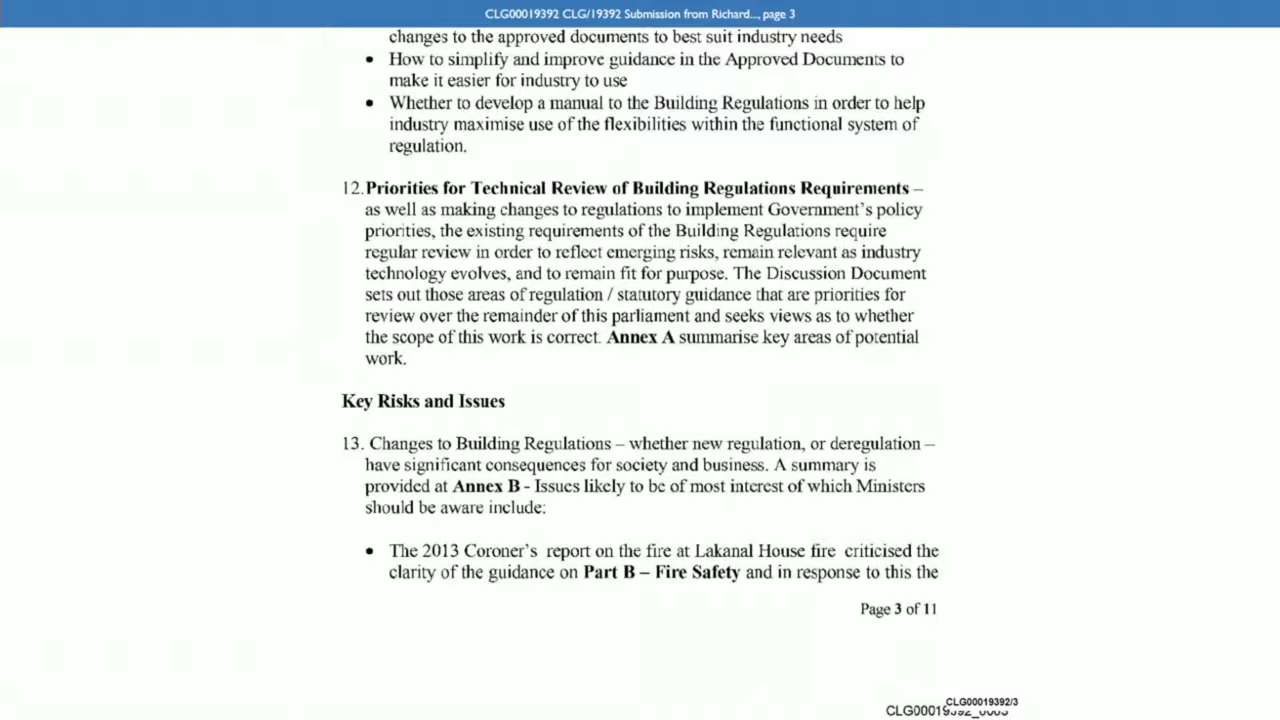 CLG00019392 CLG/19392 Submission from Richard..., page 3
changes to the approved documents to best suit industry needs
• How to simplify and improve guidance in the Approved Documents to
make it easier for industry to use
• Whether to develop a manual to the Building Regulations in order to help
industry maximise use of the flexibilities within the functional system of
regulation.
12. Priorities for Technical Review of Building Regulations Requirements –
as well as making changes to regulations to implement Government's policy
priorities, the existing requirements of the Building Regulations require
regular review in order to reflect emerging risks, remain relevant as industry
technology evolves, and to remain fit for purpose. The Discussion Document
sets out those areas of regulation / statutory guidance that are priorities for
review over the remainder of this parliament and seeks views as to whether
the scope of this work is correct. Annex A summarise key areas of potential
work.
Key Risks and Issues
13. Changes to Building Regulations – whether new regulation, or deregulation –
have significant consequences for society and business. A summary is
provided at Annex B - Issues likely to be of most interest of which Ministers
should be aware include:
• The 2013 Coroner's report on the fire at Lakanal House fire criticised the
clarity of the guidance on Part B – Fire Safety and in response to this the
Page 3 of 11
CLG00019392/3